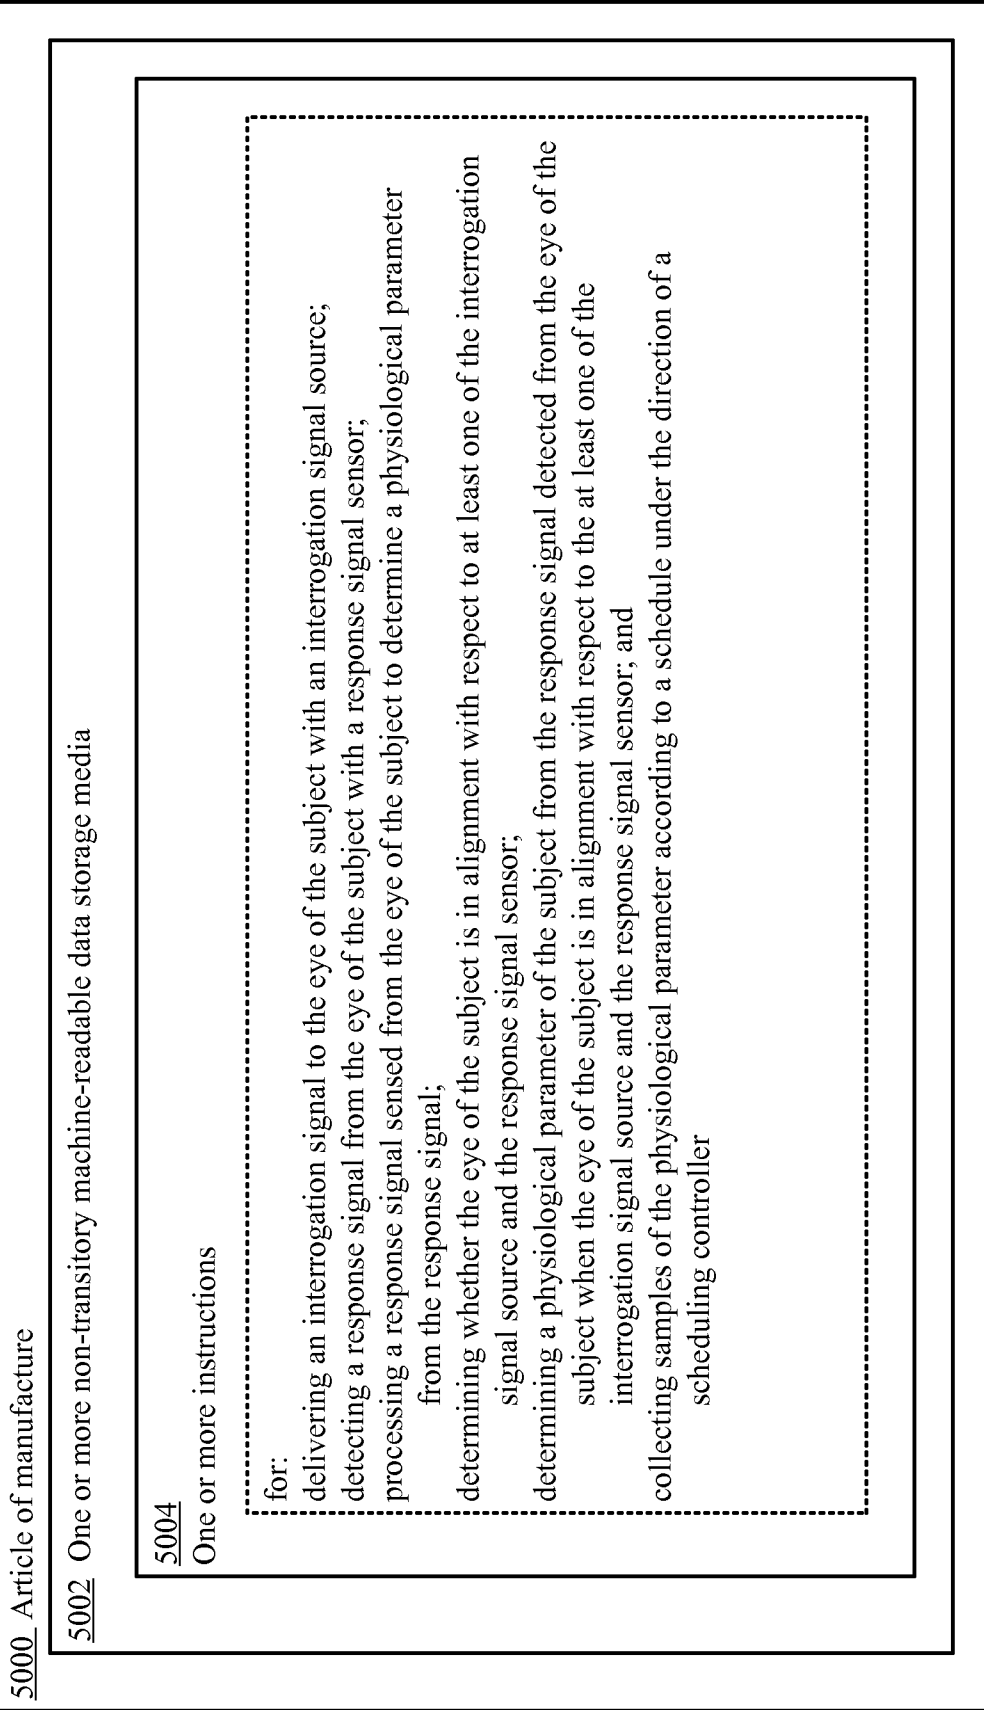 5000 Article of manufacture
5002 One or more non-transitory machine-readable data storage media
5004
One or more instructions
for:
delivering an interrogation signal to the eye of the subject with an interrogation signal source;
detecting a response signal from the eye of the subject with a response signal sensor;
processing a response signal sensed from the eye of the subject to determine a physiological parameter
from the response signal;
determining whether the eye of the subject is in alignment with respect to at least one of the interrogation
signal source and the response signal sensor;
determining a physiological parameter of the subject from the response signal detected from the eye of the
subject when the eye of the subject is in alignment with respect to the at least one of the
interrogation signal source and the response signal sensor; and
collecting samples of the physiological parameter according to a schedule under the direction of a
scheduling controller